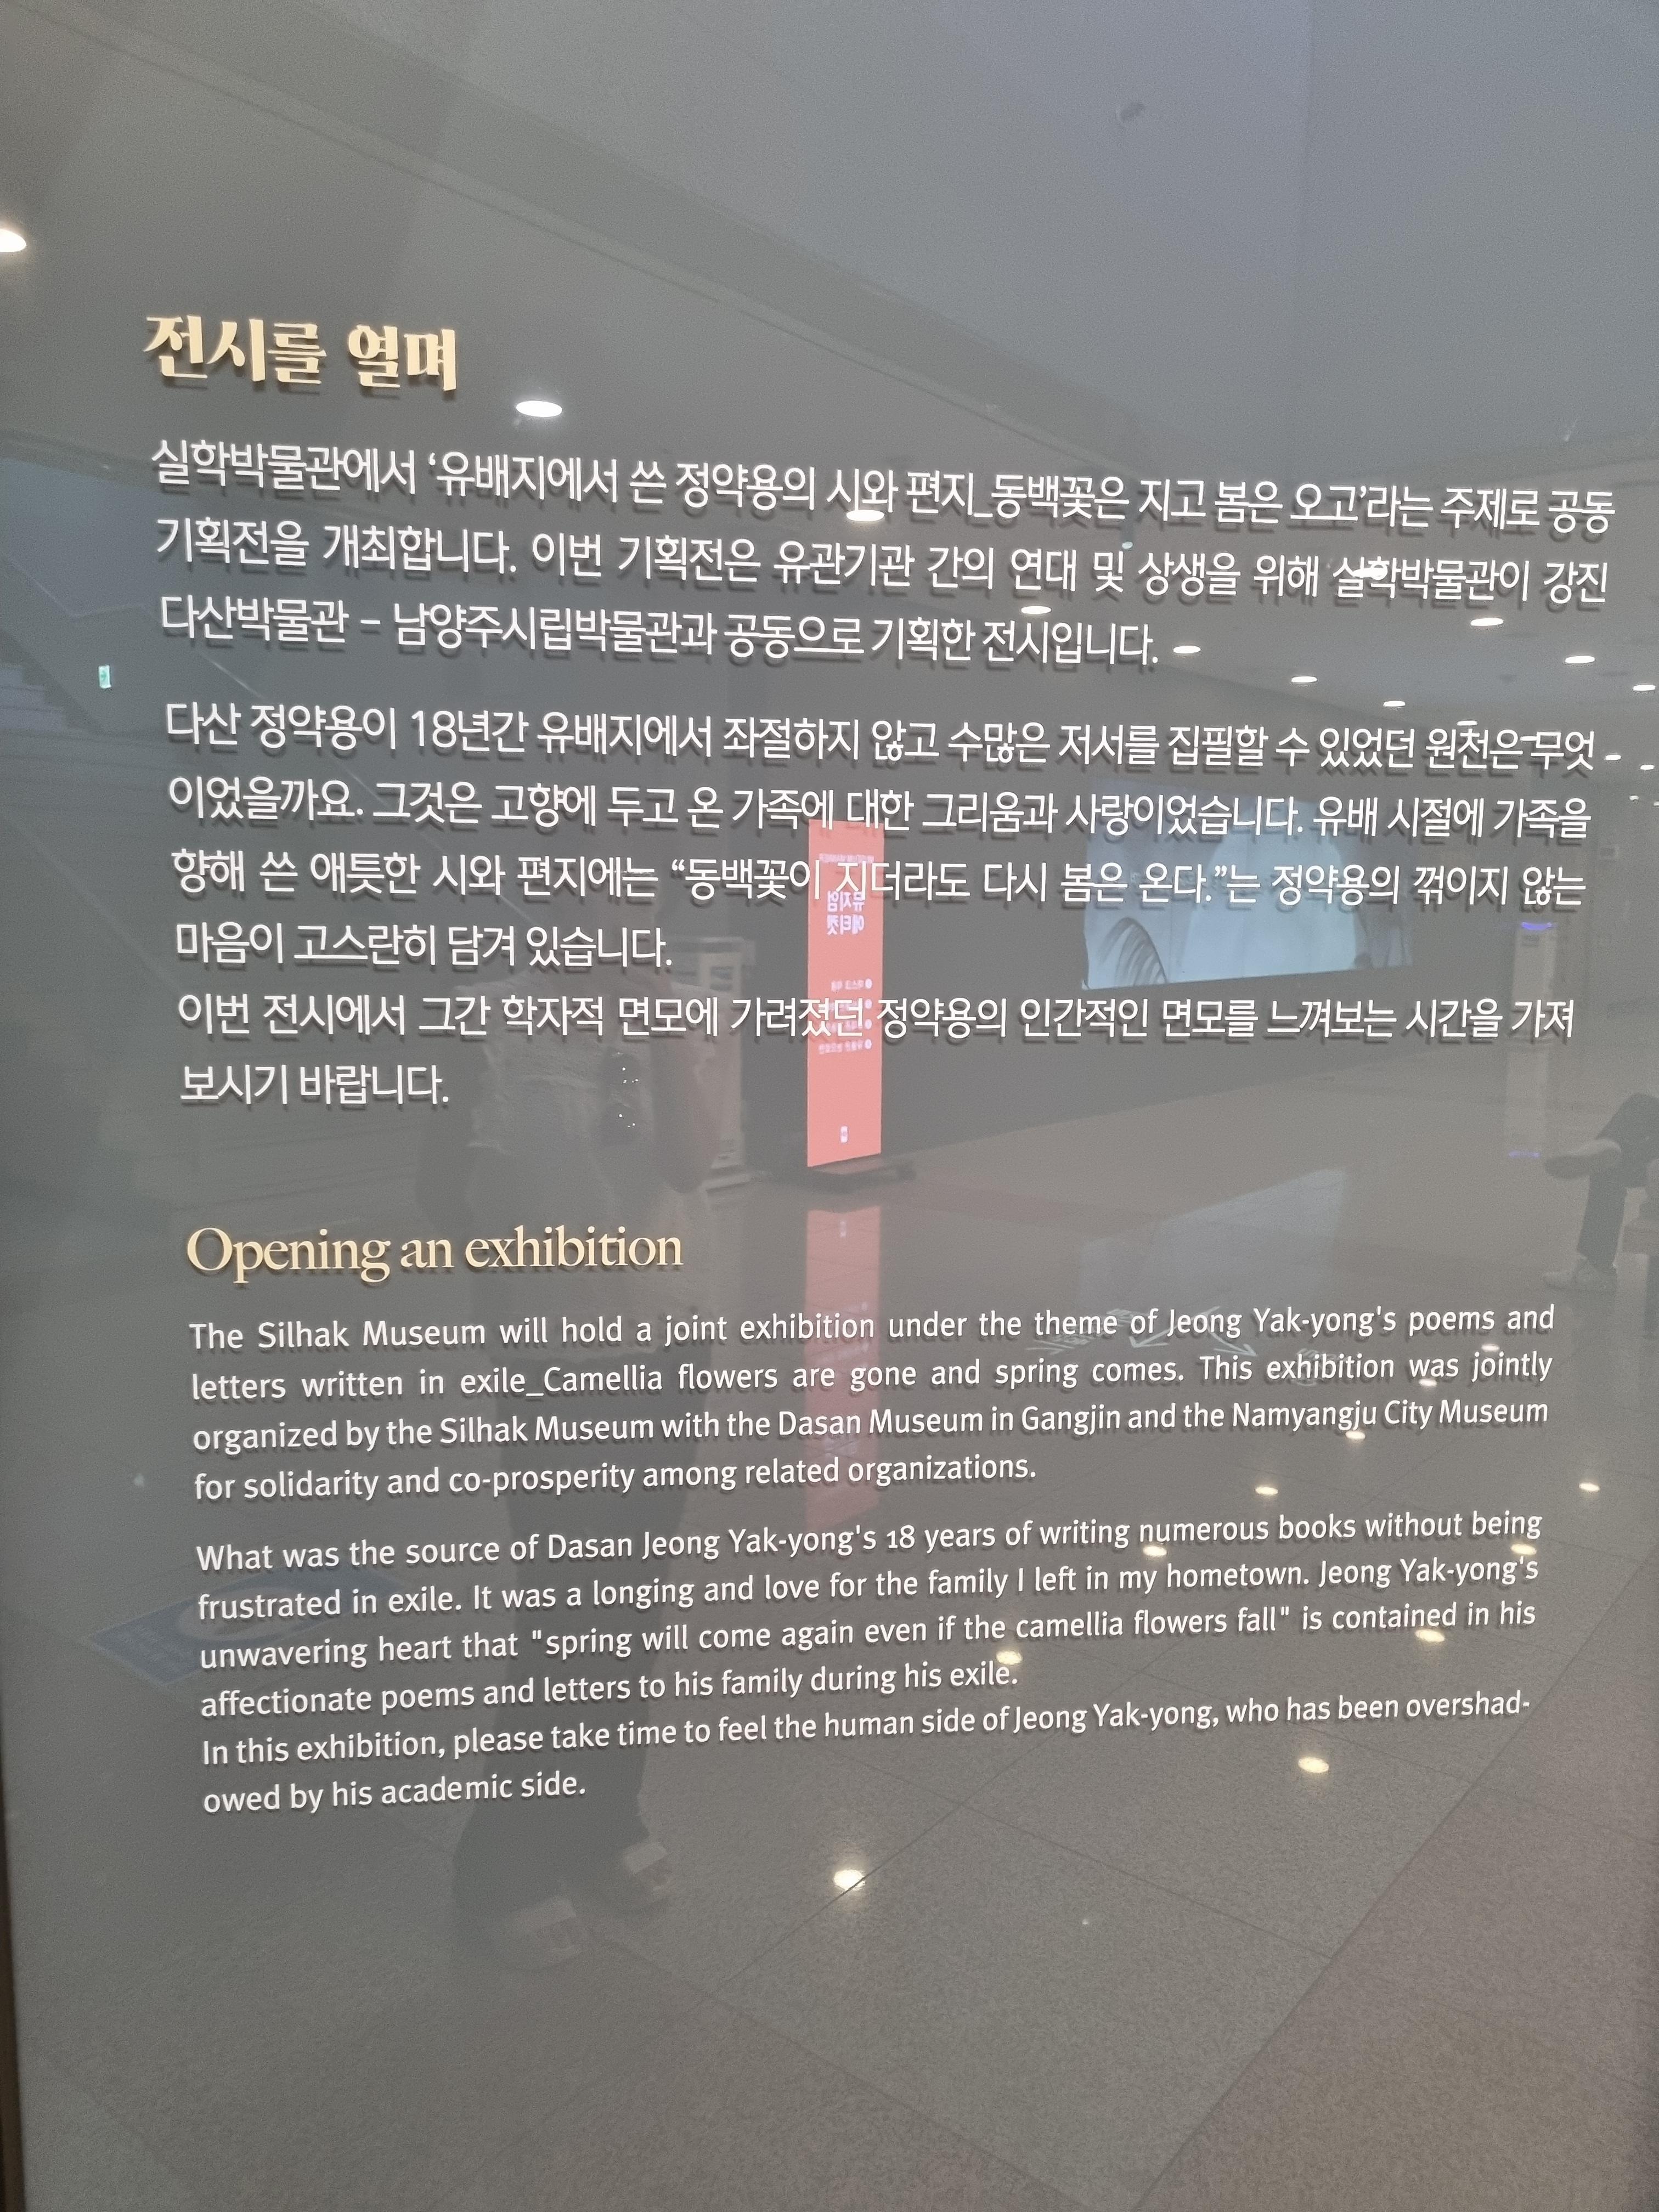 전시를 열며
실학박물관에서 ‘유배지에서 쓴 정약용의 시와 편지_동백꽃은 지고 봄은 오고’라는 주제로 공동
기획전을 개최합니다. 이번 기획전은 유관기관 간의 연대 및 상생을 위해 실학박물관이 강진
다산박물관 – 남양주시립박물관과 공동으로 기획한 전시입니다.
다산 정약용이 18년간 유배지에서 좌절하지 않고 수많은 저서를 집필할 수 있었던 원천은 무엇
이었을까요. 그것은 고향에 두고 온 가족에 대한 그리움과 사랑이었습니다. 유배 시절에 가족을
향해 쓴 애틋한 시와 편지에는 “동백꽃이 지더라도 다시 봄은 온다.”는 정약용의 꺾이지 않는
마음이 고스란히 담겨 있습니다.
이번 전시에서 그간 학자적 면모에 가려졌던 정약용의 인간적인 면모를 느껴보는 시간을 가져
보시기 바랍니다.
뮤지엄
에티켓
Opening an exhibition
The Silhak Museum will hold a joint exhibition under the theme of Jeong Yak-yong's poems and
letters written in exile_Camellia flowers are gone and spring comes. This exhibition was jointly
organized by the Silhak Museum with the Dasan Museum in Gangjin and the Namyangju City Museum
for solidarity and co-prosperity among related organizations.
What was the source of Dasan Jeong Yak-yong's 18 years of writing numerous books without being
frustrated in exile. It was a longing and love for the family I left in my hometown. Jeong Yak-yong's
unwavering heart that "spring will come again even if the camellia flowers fall" is contained in his
affectionate poems and letters to his family during his exile.
In this exhibition, please take time to feel the human side of Jeong Yak-yong, who has been overshad-
owed by his academic side.